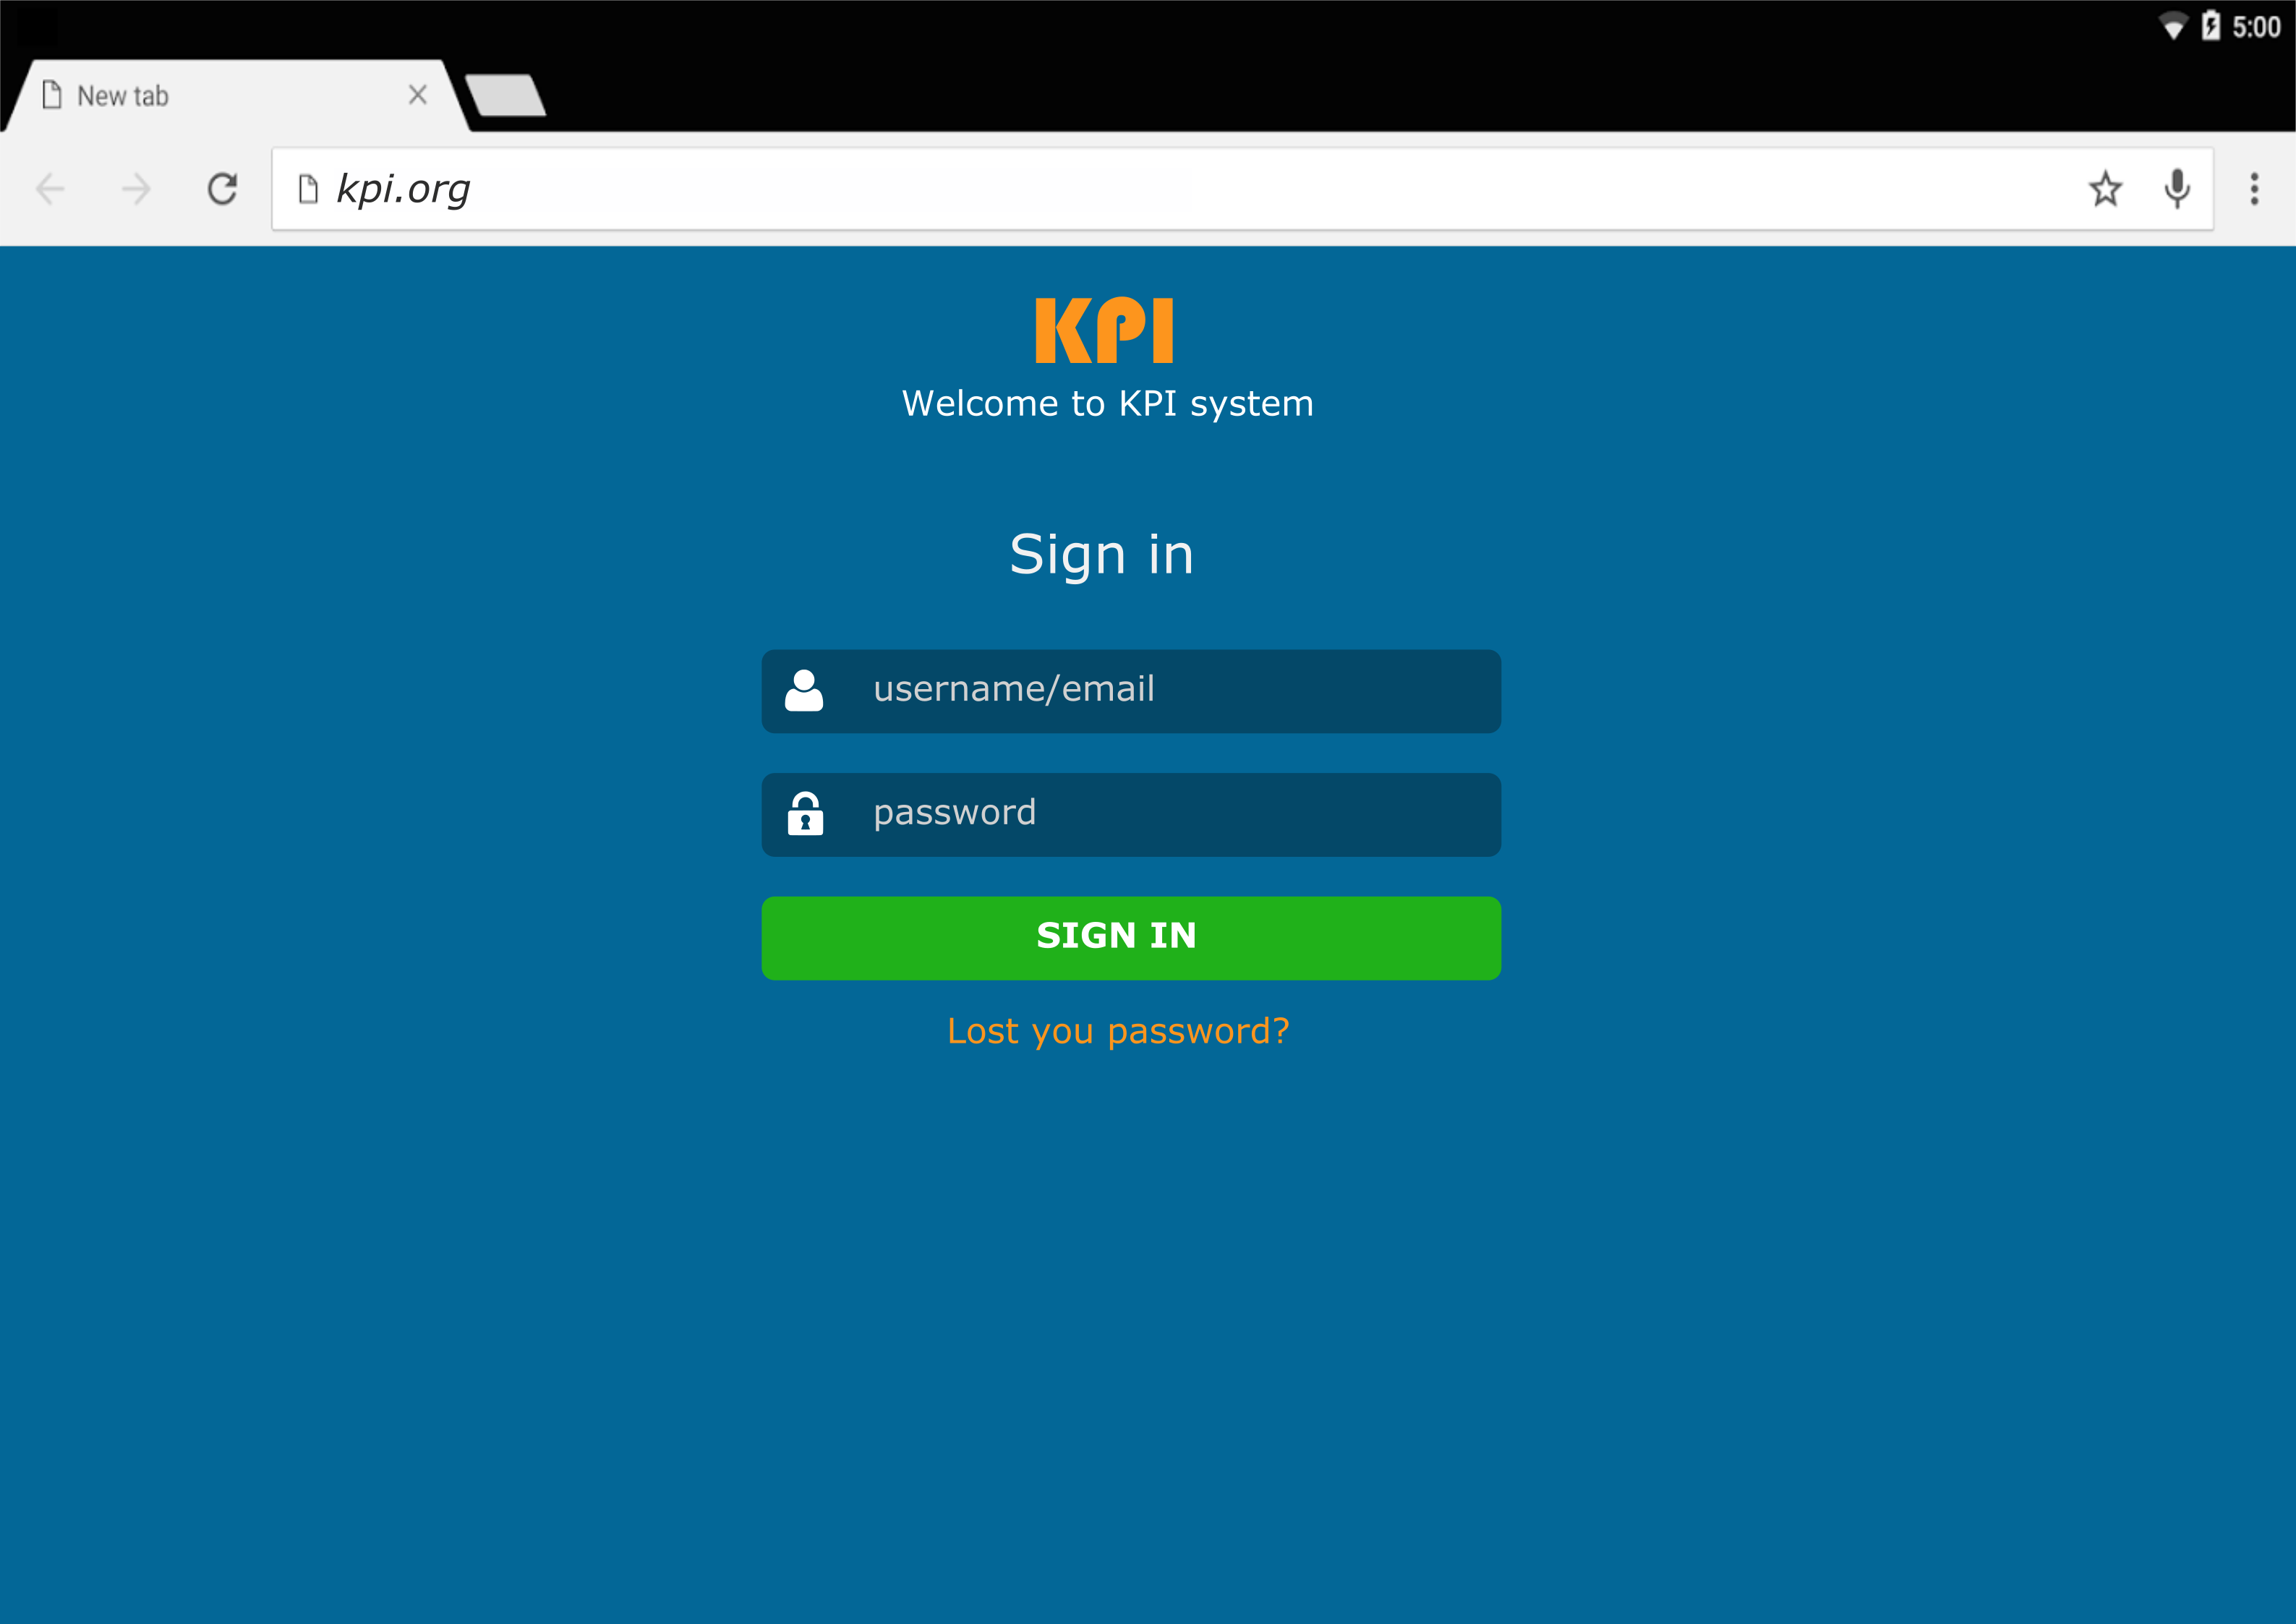 5:00
New tab
kpi.org
KPI
Welcome to KPI system
Sign in
username/email
password
SIGN IN
Lost you password?